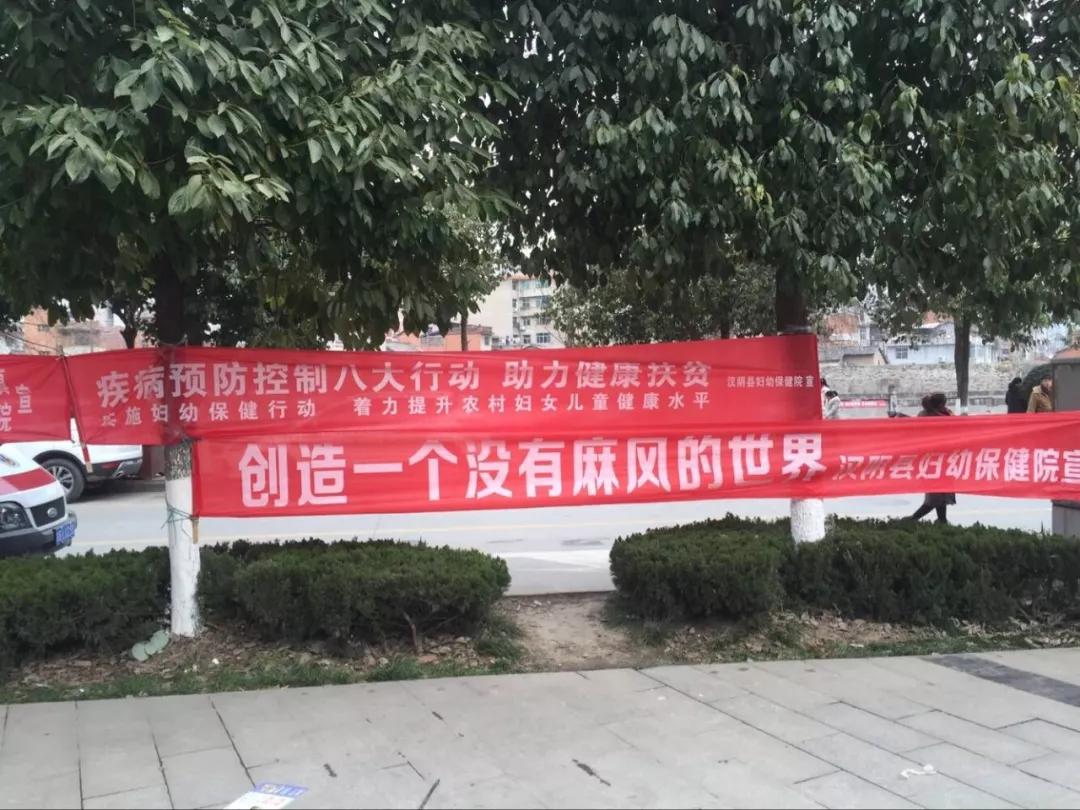 疾病预防控制八大行动 助力健康扶贫 汉阴县妇幼保健院 宣
实施妇幼保健行动 着力提升农村妇女儿童健康水平
宣
院
创造一个没有麻风的世界 汉阴县妇幼保健院宣